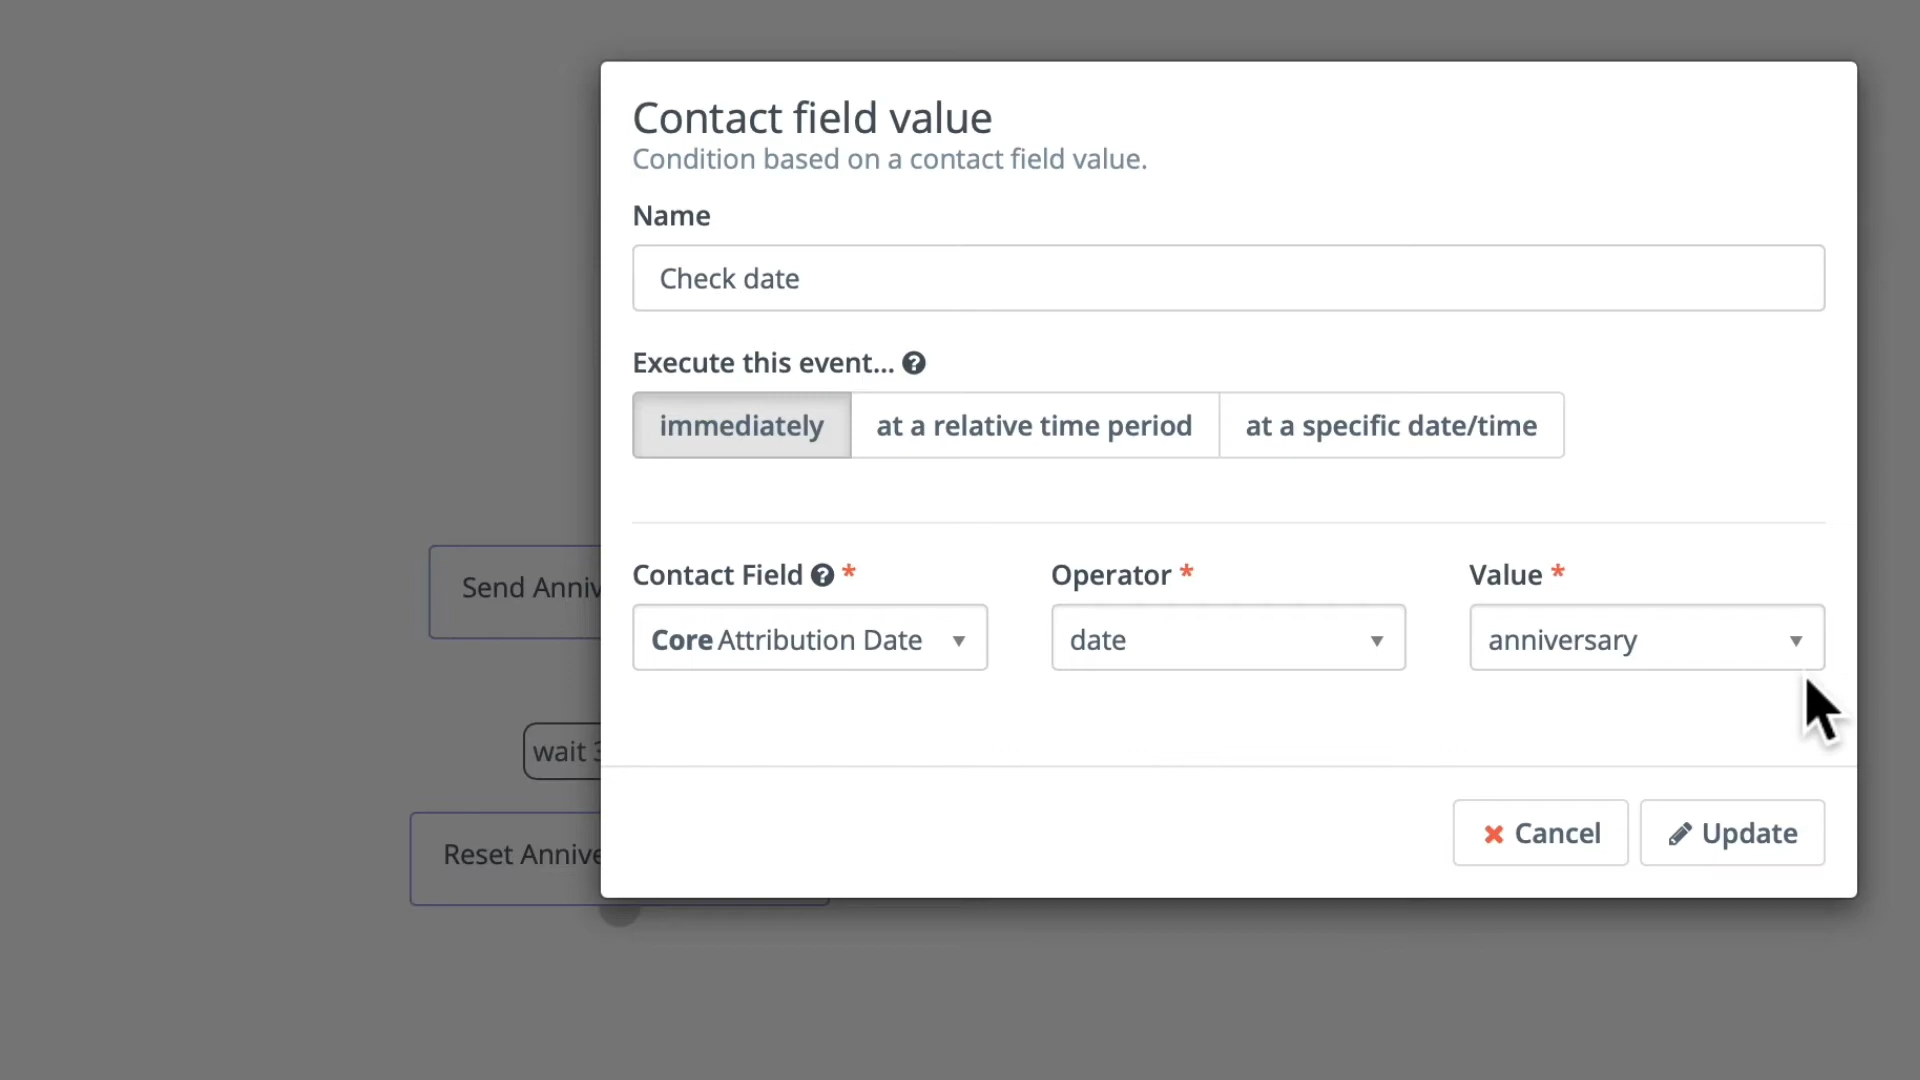 Contact field value
Condition based on a contact field value.
Name
Check date
Execute this event...
immediately at a relative time period at a specific date/time
Contact Field * Operator * Value *
Core Attribution Date date anniversary
Cancel Update
Send Anniv
wait 3
Reset Annive